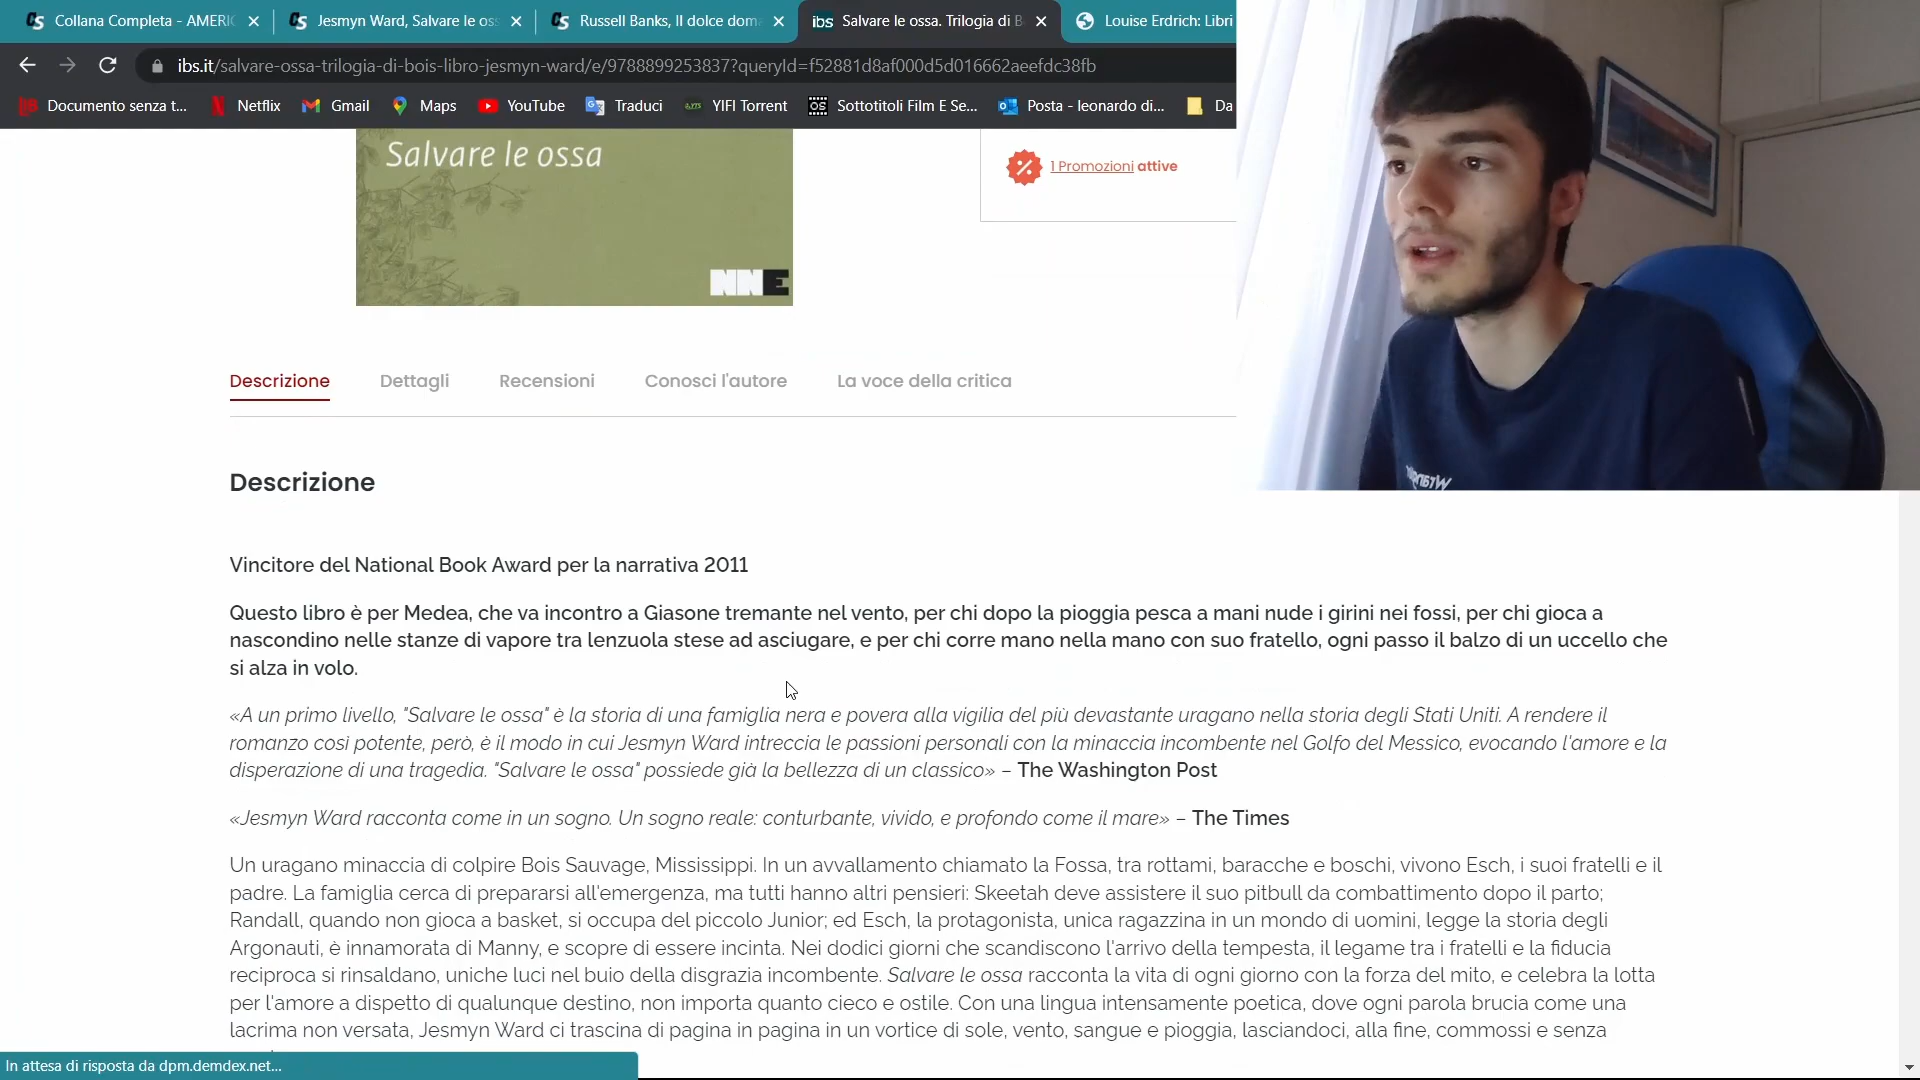 Collana Completa - AMERIC
Jesmyn Ward, Salvare le oss
Russell Banks, Il dolce doma
ibs Salvare le ossa. Trilogia di B
Louise Erdrich: Libri
ibs.it/salvare-ossa-trilogia-di-bois-libro-jesmyn-ward/e/9788899253837?queryId=f52881d8af000d5d016662aeefdc38fb
Documento senza t...
Netflix
Gmail
Maps
YouTube
Traduci
YIFI Torrent
Sottotitoli Film E Se...
Posta - leonardo di...
Da
Salvare le ossa
NNE
1 Promozioni attive
Descrizione
Dettagli
Recensioni
Conosci l'autore
La voce della critica
Descrizione
Vincitore del National Book Award per la narrativa 2011
Questo libro è per Medea, che va incontro a Giasone tremante nel vento, per chi dopo la pioggia pesca a mani nude i girini nei fossi, per chi gioca a
nascondino nelle stanze di vapore tra lenzuola stese ad asciugare, e per chi corre mano nella mano con suo fratello, ogni passo il balzo di un uccello che
si alza in volo.
«A un primo livello, "Salvare le ossa" è la storia di una famiglia nera e povera alla vigilia del più devastante uragano nella storia degli Stati Uniti. A rendere il
romanzo così potente, però, è il modo in cui Jesmyn Ward intreccia le passioni personali con la minaccia incombente nel Golfo del Messico, evocando l'amore e la
disperazione di una tragedia. "Salvare le ossa" possiede già la bellezza di un classico» – The Washington Post
«Jesmyn Ward racconta come in un sogno. Un sogno reale: conturbante, vivido, e profondo come il mare» – The Times
Un uragano minaccia di colpire Bois Sauvage, Mississippi. In un avvallamento chiamato la Fossa, tra rottami, baracche e boschi, vivono Esch, i suoi fratelli e il
padre. La famiglia cerca di prepararsi all'emergenza, ma tutti hanno altri pensieri: Skeetah deve assistere il suo pitbull da combattimento dopo il parto;
Randall, quando non gioca a basket, si occupa del piccolo Junior; ed Esch, la protagonista, unica ragazzina in un mondo di uomini, legge la storia degli
Argonauti, è innamorata di Manny, e scopre di essere incinta. Nei dodici giorni che scandiscono l'arrivo della tempesta, il legame tra i fratelli e la fiducia
reciproca si rinsaldano, uniche luci nel buio della disgrazia incombente. Salvare le ossa racconta la vita di ogni giorno con la forza del mito, e celebra la lotta
per l'amore a dispetto di qualunque destino, non importa quanto cieco e ostile. Con una lingua intensamente poetica, dove ogni parola brucia come una
lacrima non versata, Jesmyn Ward ci trascina di pagina in pagina in un vortice di sole, vento, sangue e pioggia, lasciandoci, alla fine, commossi e senza
In attesa di risposta da dpm.demdex.net...